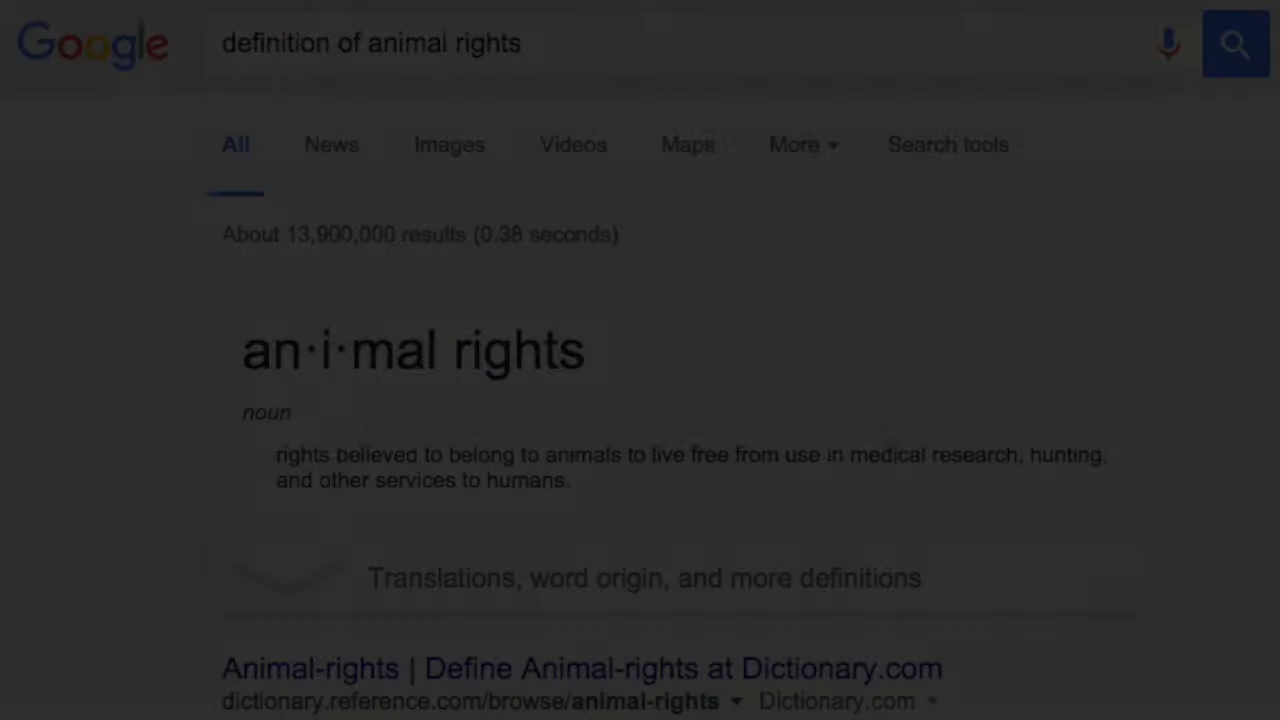 Google definition of animal rights
All News Images Videos Maps More Search tools
About 13,900,000 results (0.38 seconds)
an·i·mal rights
noun
rights believed to belong to animals to live free from use in medical research, hunting,
and other services to humans.
Translations, word origin, and more definitions
Animal-rights | Define Animal-rights at Dictionary.com
dictionary.reference.com/browse/animal-rights Dictionary.com